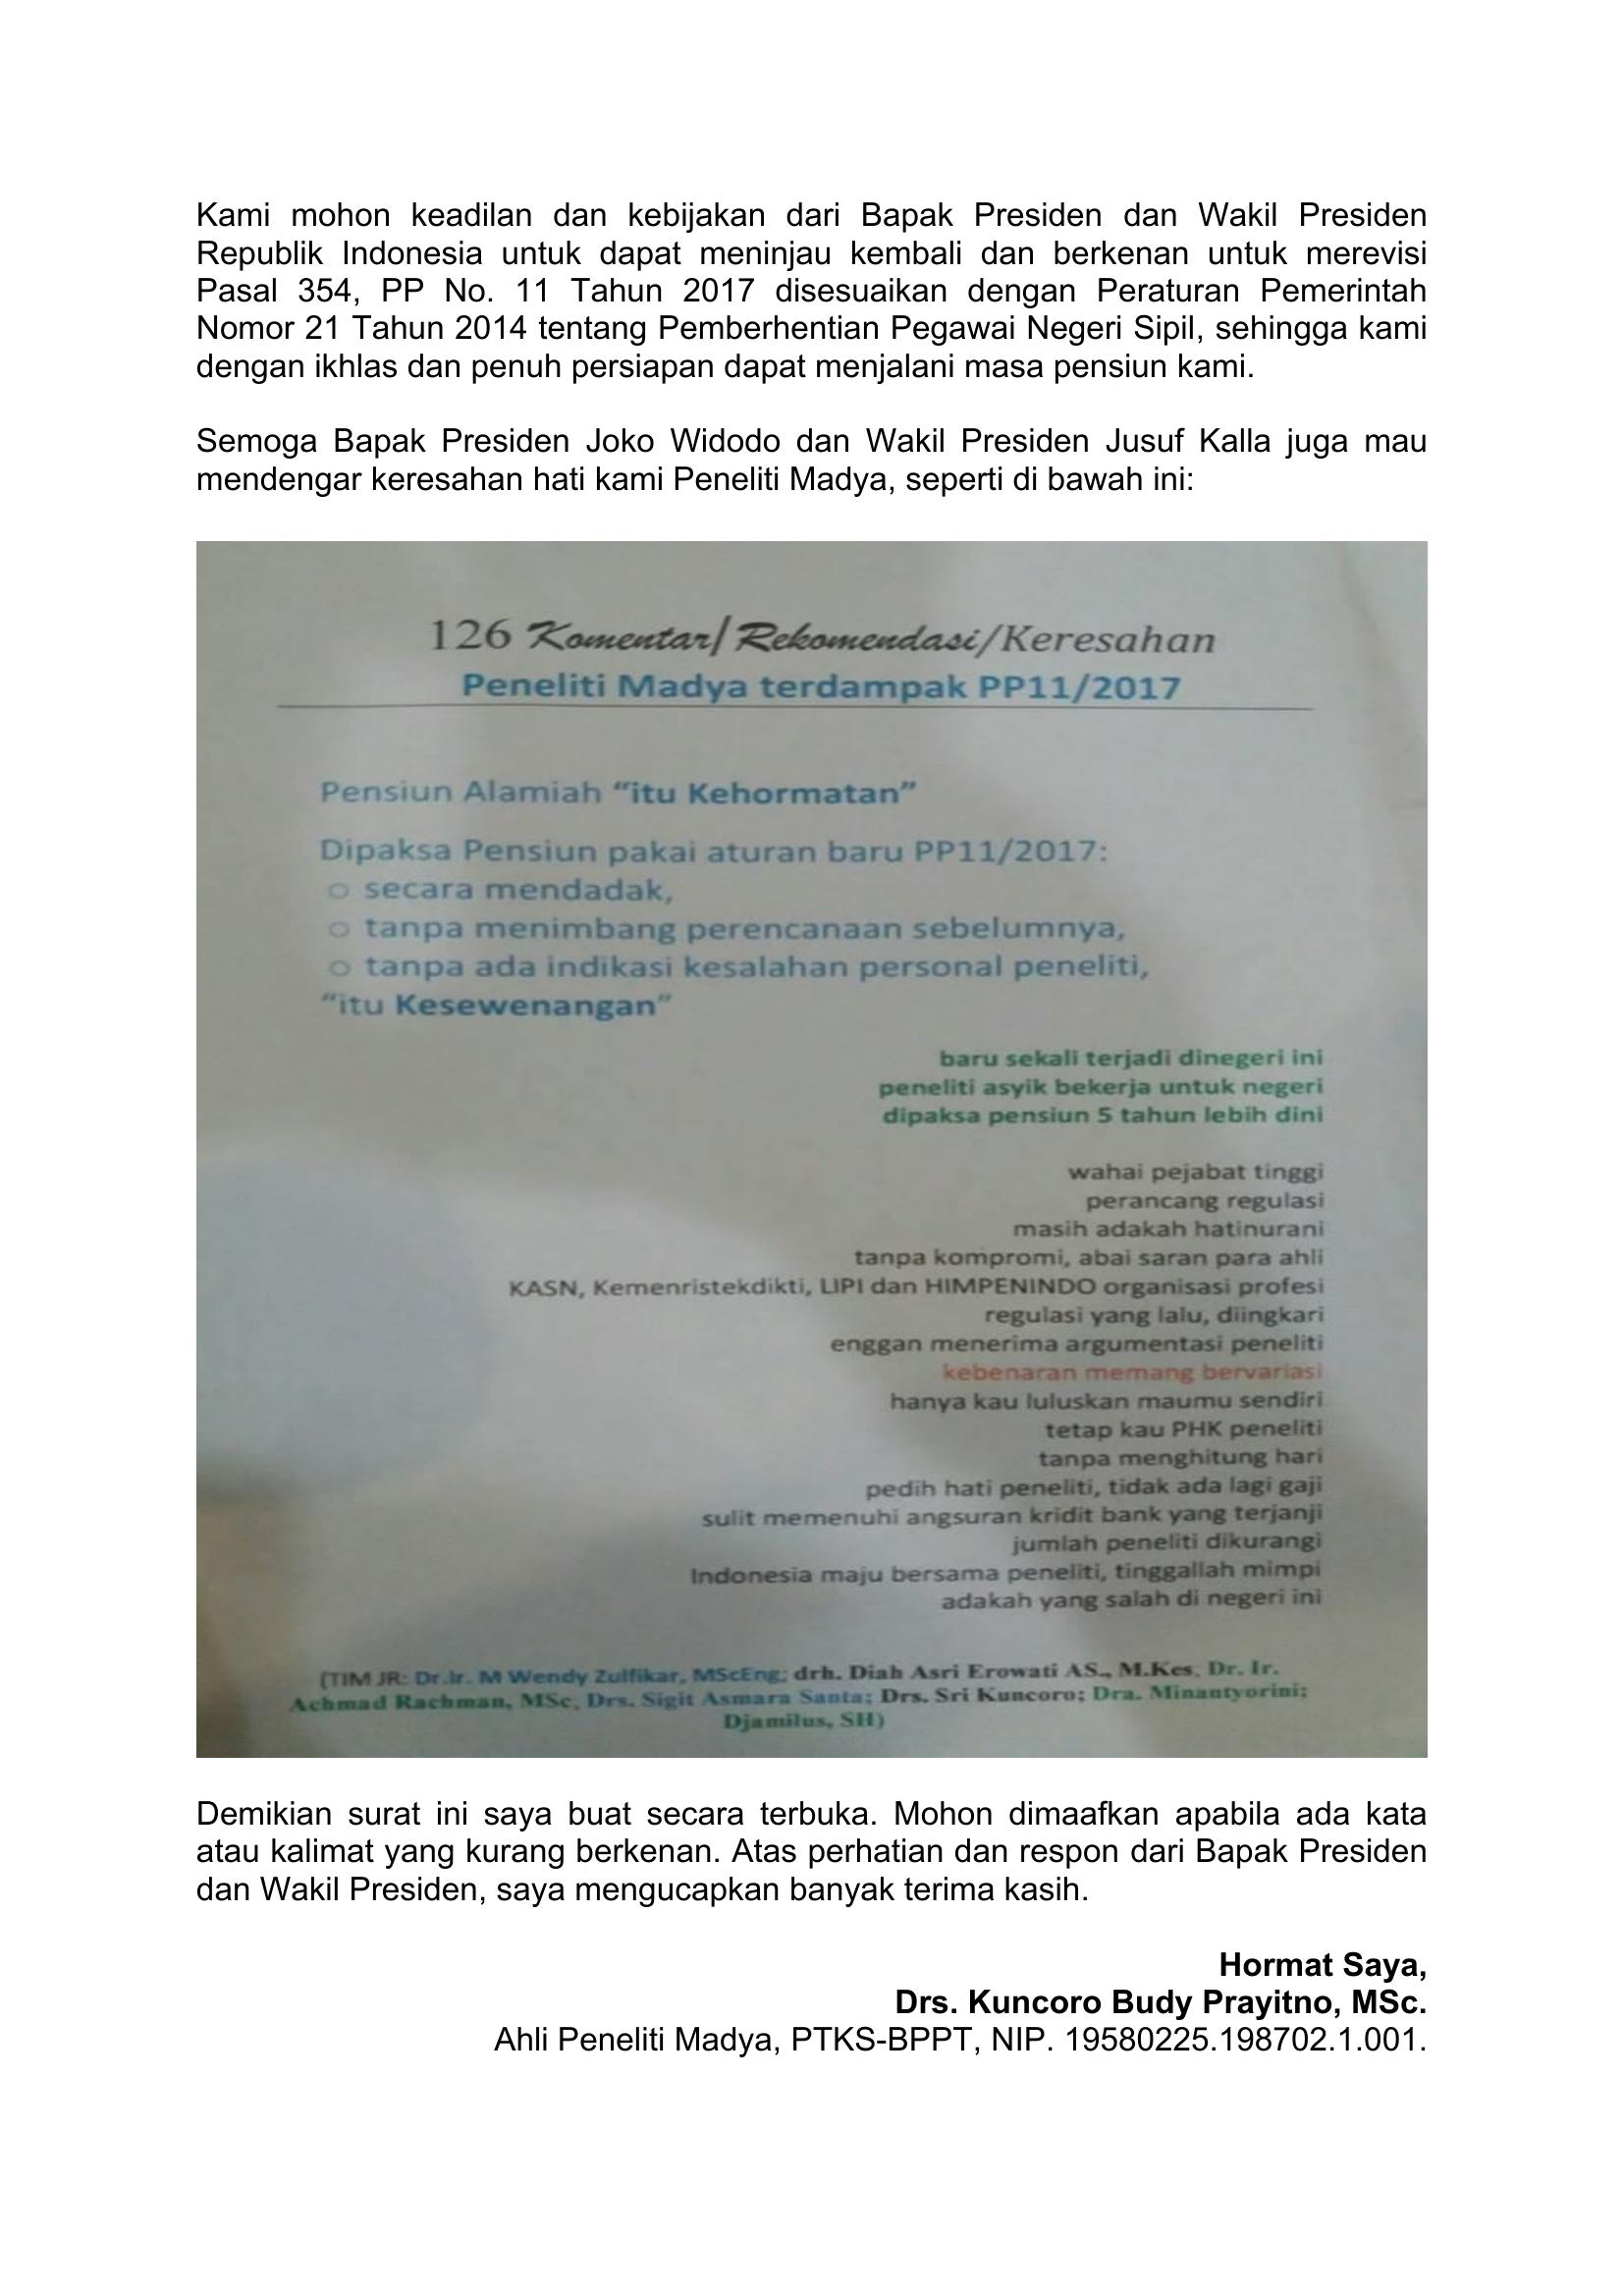 Kami mohon keadilan dan kebijakan dari Bapak Presiden dan Wakil Presiden
Republik Indonesia untuk dapat meninjau kembali dan berkenan untuk merevisi
Pasal 354, PP No. 11 Tahun 2017 disesuaikan dengan Peraturan Pemerintah
Nomor 21 Tahun 2014 tentang Pemberhentian Pegawai Negeri Sipil, sehingga kami
dengan ikhlas dan penuh persiapan dapat menjalani masa pensiun kami.
Semoga Bapak Presiden Joko Widodo dan Wakil Presiden Jusuf Kalla juga mau
mendengar keresahan hati kami Peneliti Madya, seperti di bawah ini:
126 Komentar/Rekomendasi/Keresahan
Peneliti Madya terdampak PP11/2017
Pensiun Alamiah “itu Kehormatan”
Dipaksa Pensiun pakai aturan baru PP11/2017:
o secara mendadak,
o tanpa menimbang perencanaan sebelumnya,
o tanpa ada indikasi kesalahan personal peneliti,
“itu Kesewenangan”
baru sekali terjadi dinegeri ini
peneliti asyik bekerja untuk negeri
dipaksa pensiun 5 tahun lebih dini
wahai pejabat tinggi
perancang regulasi
masih adakah hatinurani
tanpa kompromi, abai saran para ahli
KASN, Kemenristekdikti, LIPI dan HIMPENINDO organisasi profesi
regulasi yang lalu, diingkari
enggan menerima argumentasi peneliti
kebenaran memang bervariasi
hanya kau luluskan maumu sendiri
tetap kau PHK peneliti
tanpa menghitung hari
pedih hati peneliti, tidak ada lagi gaji
sulit memenuhi angsuran kridit bank yang terjanji
jumlah peneliti dikurangi
Indonesia maju bersama peneliti, tinggallah mimpi
adakah yang salah di negeri ini
(TIM JR: Dr.Ir. M Wendy Zulfikar, MScEng; drh. Diah Asri Erowati AS., M.Kes, Dr. Ir.
Achmad Rachman, MSc, Drs. Sigit Asmara Santa; Drs. Sri Kuncoro; Dra. Minantyorini;
Djamilus, SH)
Demikian surat ini saya buat secara terbuka. Mohon dimaafkan apabila ada kata
atau kalimat yang kurang berkenan. Atas perhatian dan respon dari Bapak Presiden
dan Wakil Presiden, saya mengucapkan banyak terima kasih.
Hormat Saya,
Drs. Kuncoro Budy Prayitno, MSc.
Ahli Peneliti Madya, PTKS-BPPT, NIP. 19580225.198702.1.001.